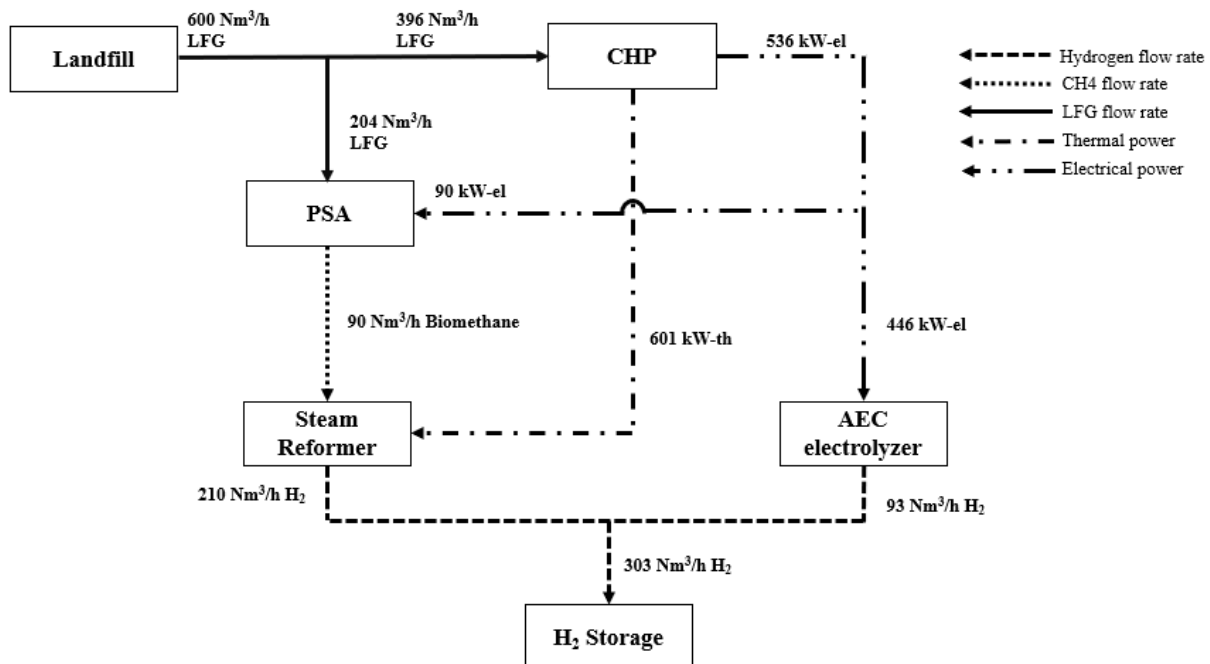 600 Nm³/h
LFG
396 Nm³/h
LFG
Landfill
CHP
536 kW-el
Hydrogen flow rate
CH4 flow rate
LFG flow rate
Thermal power
Electrical power
204 Nm³/h
LFG
PSA
90 kW-el
90 Nm³/h Biomethane
601 kW-th
446 kW-el
Steam
Reformer
AEC
electrolyzer
210 Nm³/h H₂
93 Nm³/h H₂
303 Nm³/h H₂
H₂ Storage